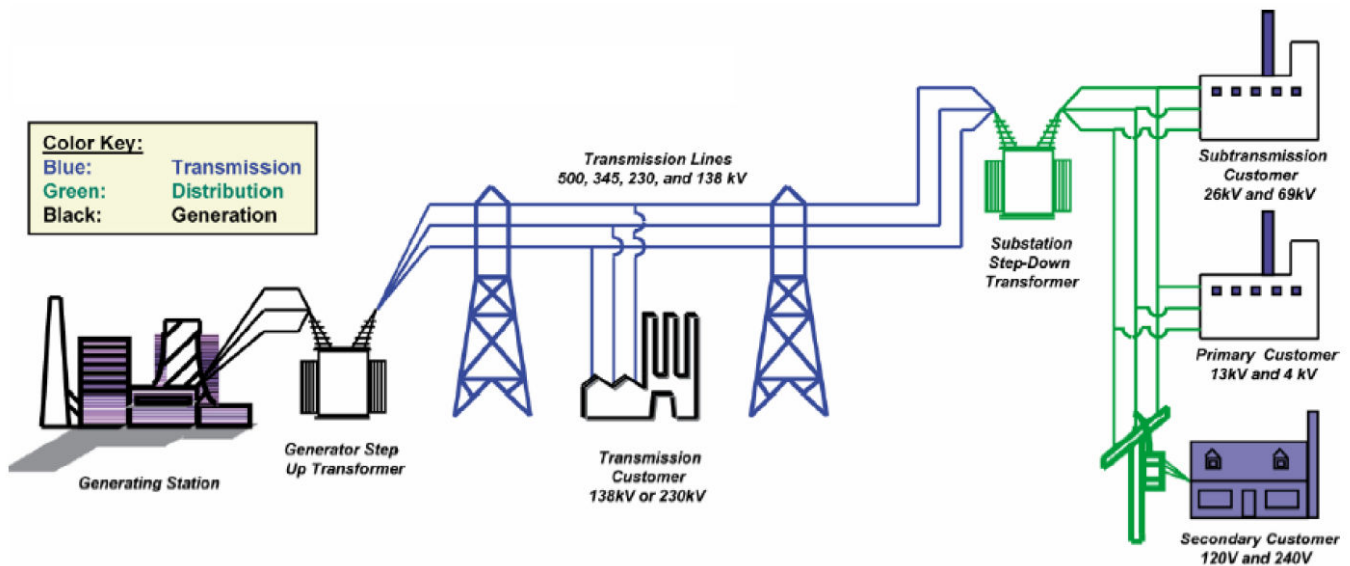 Color Key:
Blue: Transmission
Green: Distribution
Black: Generation
Transmission Lines
500, 345, 230, and 138 kV
Substation
Step-Down
Transformer
Subtransmission
Customer
26kV and 69kV
Primary Customer
13kV and 4 kV
Generating Station
Generator Step
Up Transformer
Transmission
Customer
138kV or 230kV
Secondary Customer
120V and 240V